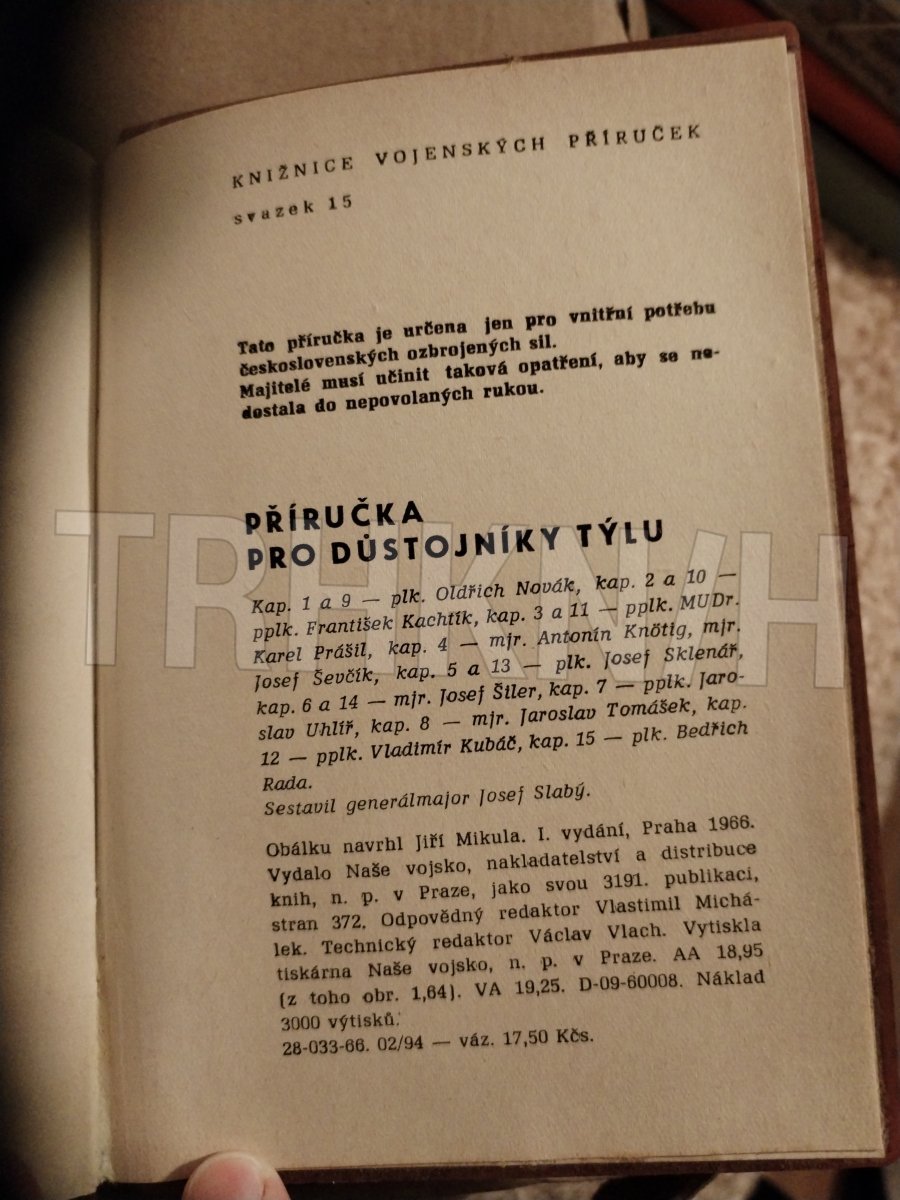 KNIŽNICE VOJENSKÝCH PŘÍRUČEK
svazek 15
Tato příručka je určena jen pro vnitřní potřebu
československých ozbrojených sil.
Majitelé musí učinit taková opatření, aby se ne-
dostala do nepovolaných rukou.
PŘÍRUČKA
PRO DŮSTOJNÍKY TÝLU
Kap. 1 a 9 — plk. Oldřich Novák, kap. 2 a 10 —
pplk. František Kachtík, kap. 3 a 11 — pplk. MUDr.
Karel Prášil, kap. 4 — mjr. Antonín Knötig, mjr.
Josef Ševčík, kap. 5 a 13 — plk. Josef Sklenář,
kap. 6 a 14 — mjr. Josef Šiler, kap. 7 — pplk. Jaro-
slav Uhlíř, kap. 8 — mjr. Jaroslav Tomášek, kap.
12 — pplk. Vladimír Kubáč, kap. 15 — plk. Bedřich
Rada.
Sestavil generálmajor Josef Slabý.
Obálku navrhl Jiří Mikula. I. vydání, Praha 1966.
Vydalo Naše vojsko, nakladatelství a distribuce
knih, n. p. v Praze, jako svou 3191. publikaci,
stran 372. Odpovědný redaktor Vlastimil Michá-
lek. Technický redaktor Václav Vlach. Vytiskla
tiskárna Naše vojsko, n. p. v Praze. AA 18,95
(z toho obr. 1,64). VA 19,25. D-09-60008. Náklad
3000 výtisků.
28-033-66. 02/94 — váz. 17,50 Kčs.